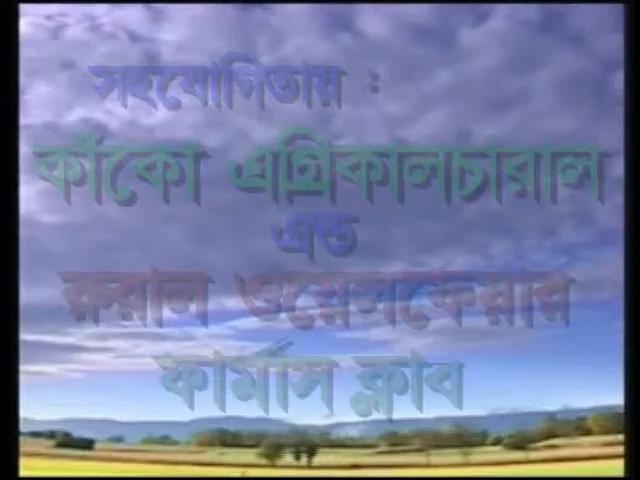 সহযোগিতায় :
কাঁকো এগ্রিকালচারাল
এন্ড
রুরাল ওয়েলফেয়ার
ফার্মাস ক্লাব